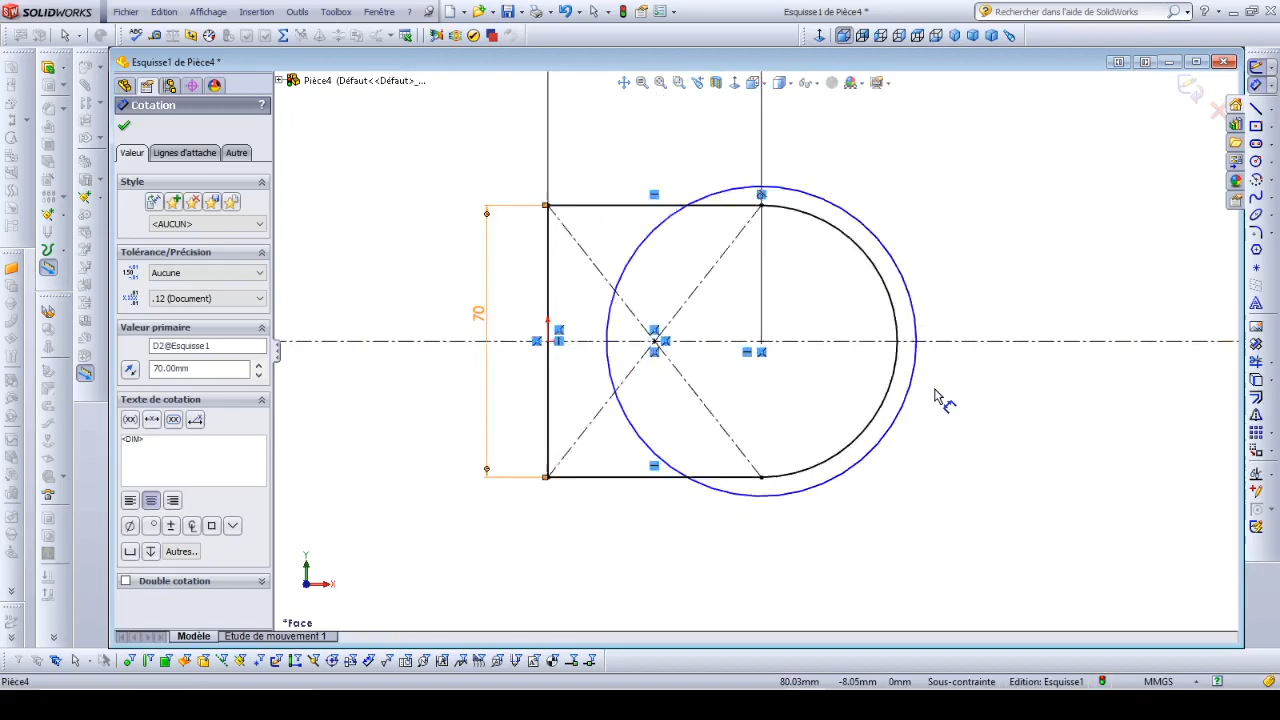 SOLIDWORKS
Fichier Edition Affichage Insertion Outils Toolbox Fenêtre ?
Esquisse1 de Pièce4 *
Rechercher dans l'aide de SolidWorks
Esquisse1 de Pièce4 *
Pièce4 (Défaut<<Défaut>_...
Cotation
?
Valeur Lignes d'attache Autre
Style
<AUCUN>
Tolérance/Précision
Aucune
.12 (Document)
Valeur primaire
D2@Esquisse1
70.00mm
Texte de cotation
<DIM>
Autres..
Double cotation
70
Y
X
*Face
Modèle Etude de mouvement 1
Pièce4
80.03mm -8.05mm 0mm Sous-contrainte Edition: Esquisse1 MMGS